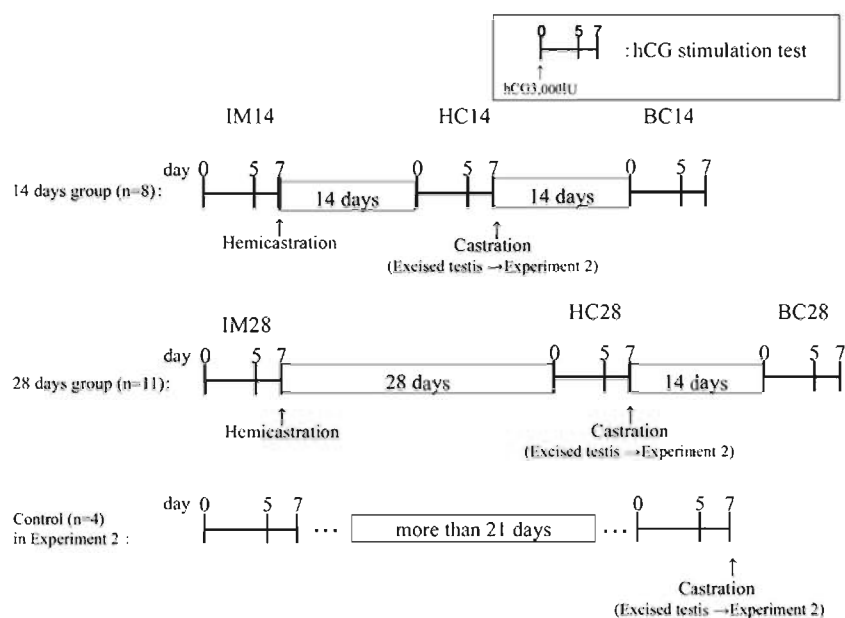 0 5 7
:hCG stimulation test
↑
hCG3,000IU
IM14 HC14 BC14
day 0 5 7 0 5 7 0 5 7
14 days group (n=8) : 14 days 14 days
↑ ↑
Hemicastration Castration
(Excised testis →Experiment 2)
IM28 HC28 BC28
day 0 5 7 0 5 7 0 5 7
28 days group (n=11): 28 days 14 days
↑ ↑
Hemicastration Castration
(Excised testis →Experiment 2)
day 0 5 7 0 5 7
Control (n=4)
in Experiment 2 : ... more than 21 days ...
↑
Castration
(Excised testis →Experiment 2)